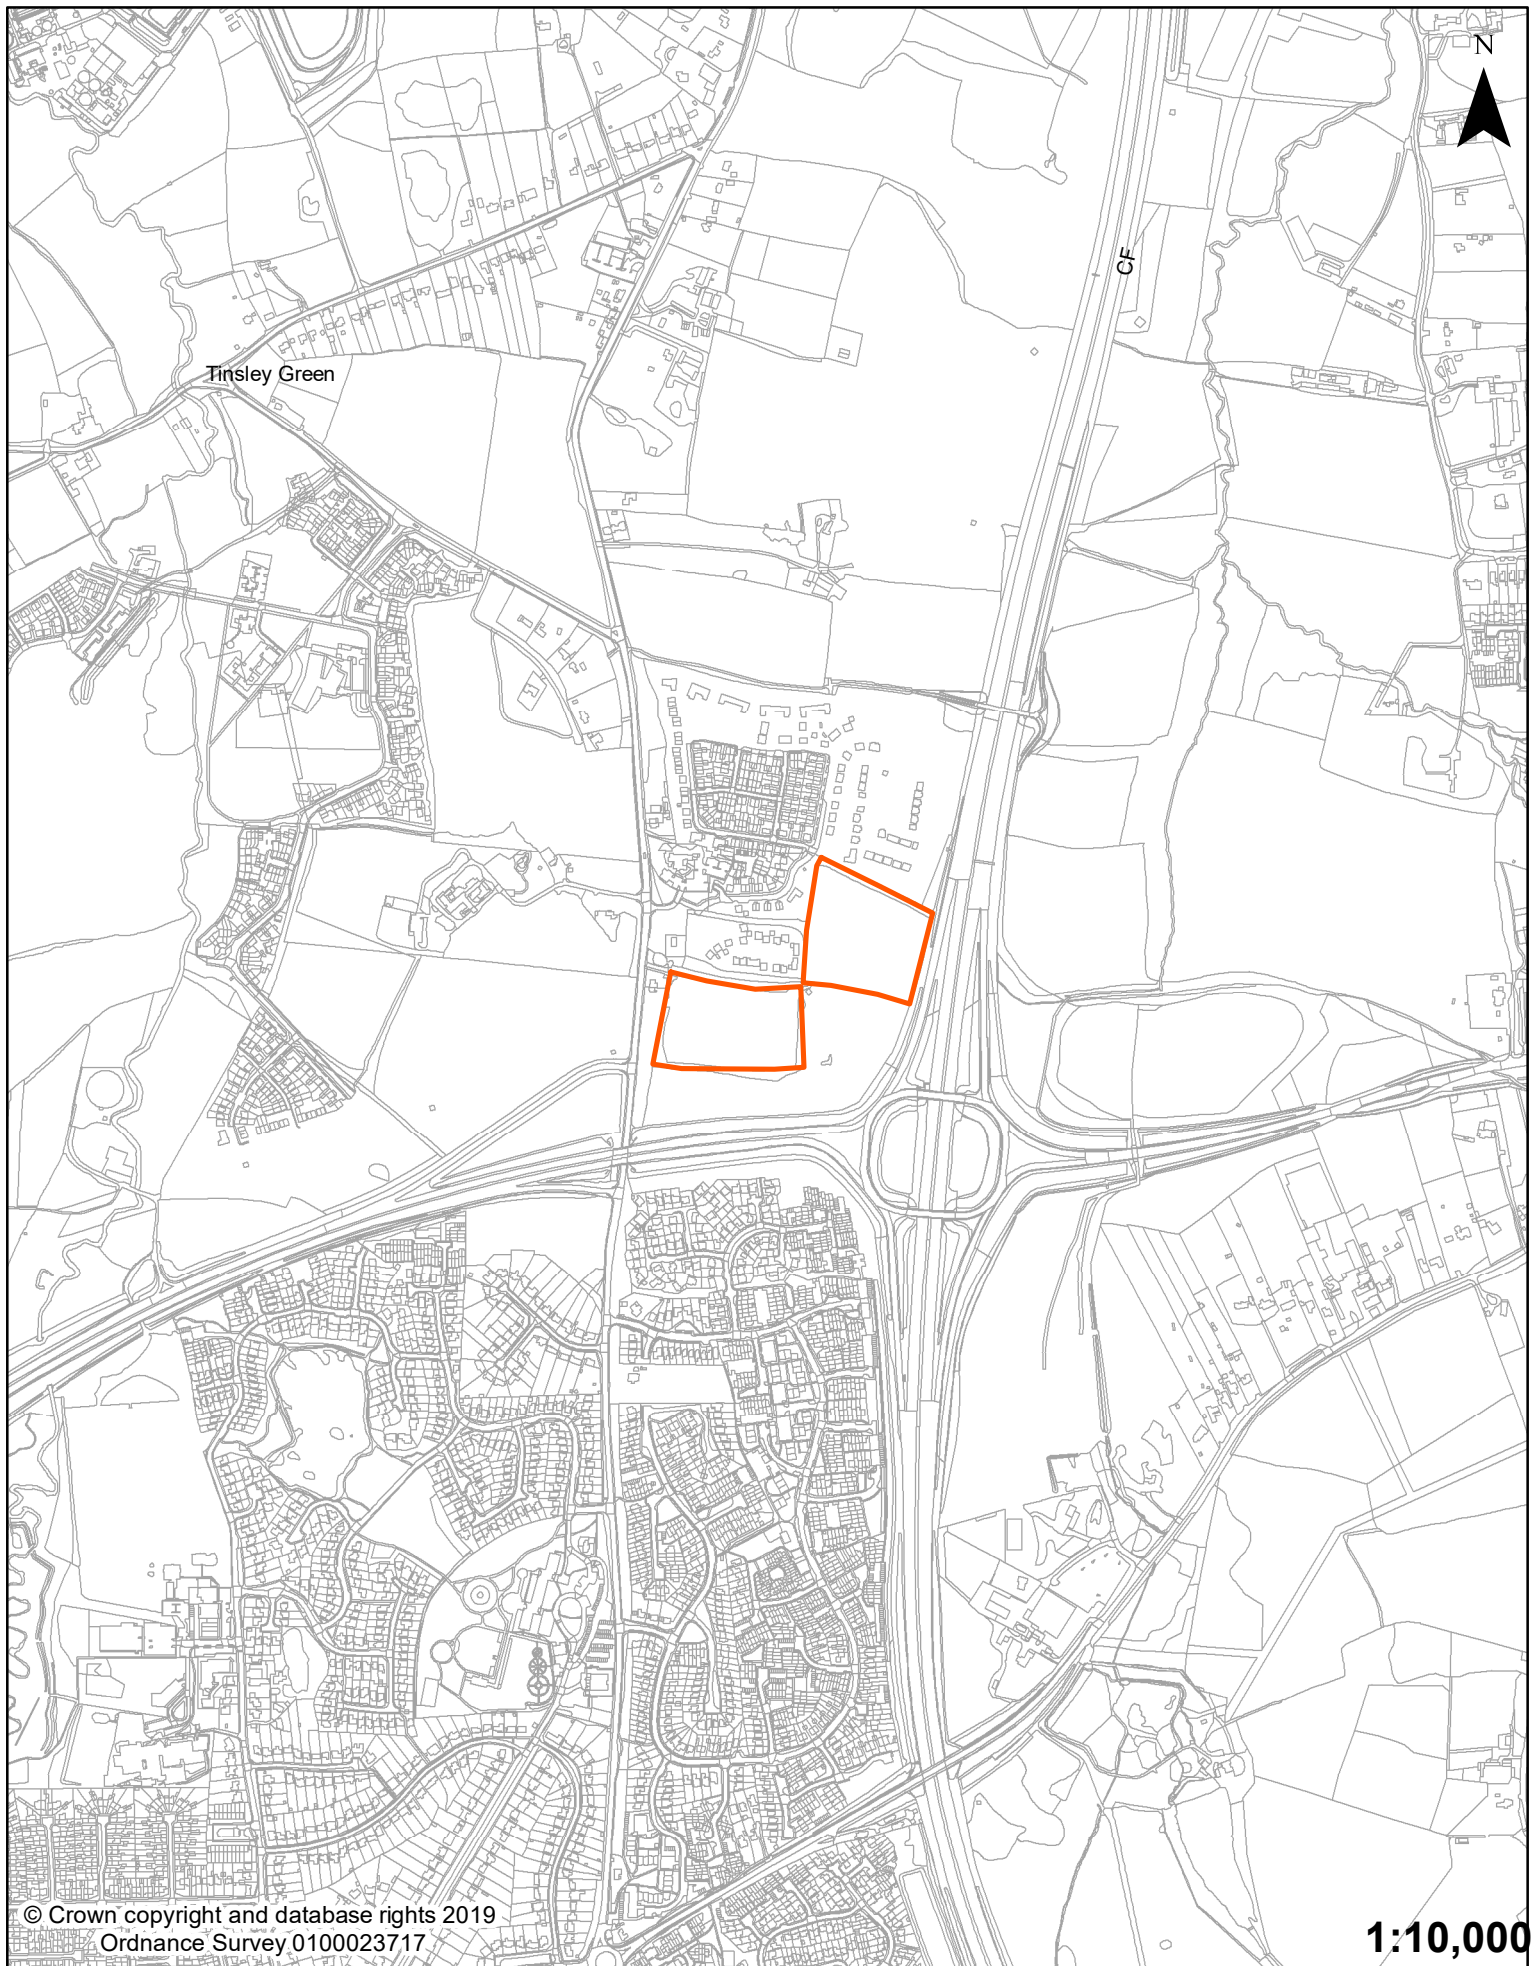 N
CF
Tinsley Green
© Crown copyright and database rights 2019
Ordnance Survey 0100023717
1:10,000